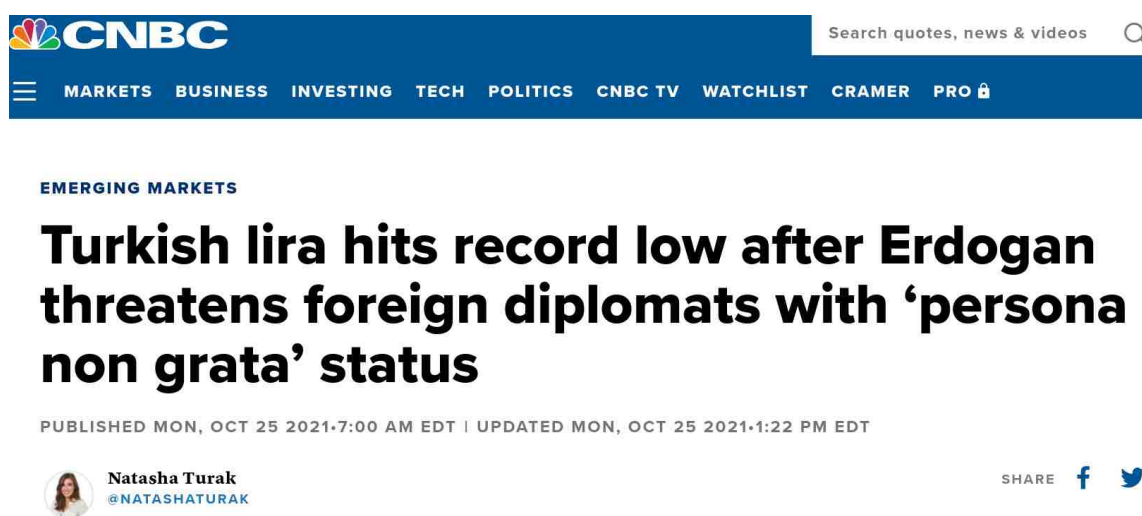 CNBC
Search quotes, news & videos
MARKETS BUSINESS INVESTING TECH POLITICS CNBC TV WATCHLIST CRAMER PRO
EMERGING MARKETS
Turkish lira hits record low after Erdogan
threatens foreign diplomats with ‘persona
non grata’ status
PUBLISHED MON, OCT 25 2021•7:00 AM EDT | UPDATED MON, OCT 25 2021•1:22 PM EDT
Natasha Turak
@NATASHATURAK
SHARE